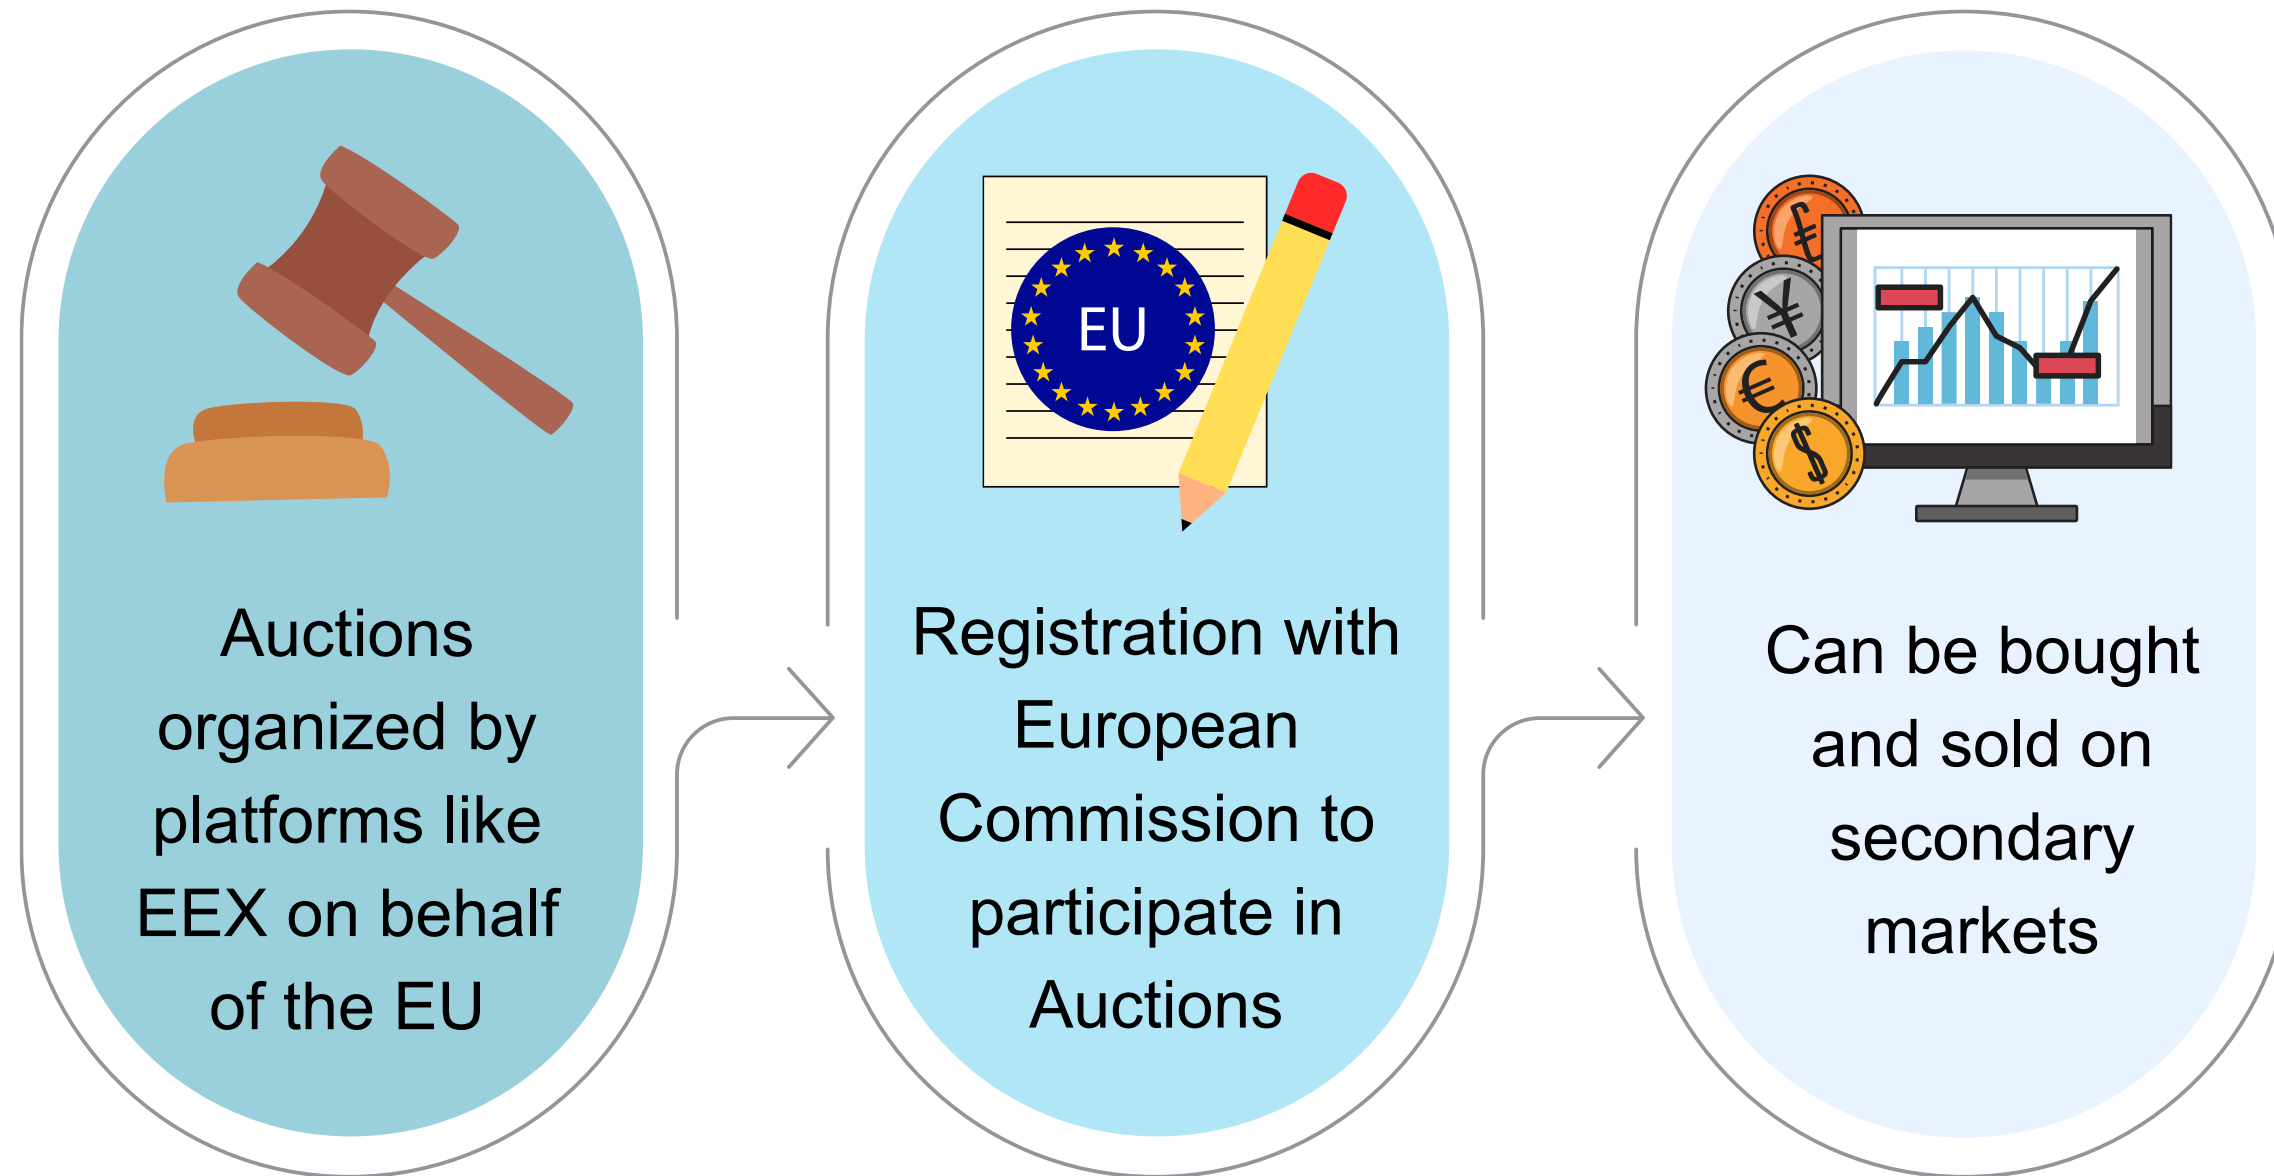 Auctions
organized by
platforms like
EEX on behalf
of the EU
EU
Registration with
European
Commission to
participate in
Auctions
£
¥
€
$
Can be bought
and sold on
secondary
markets